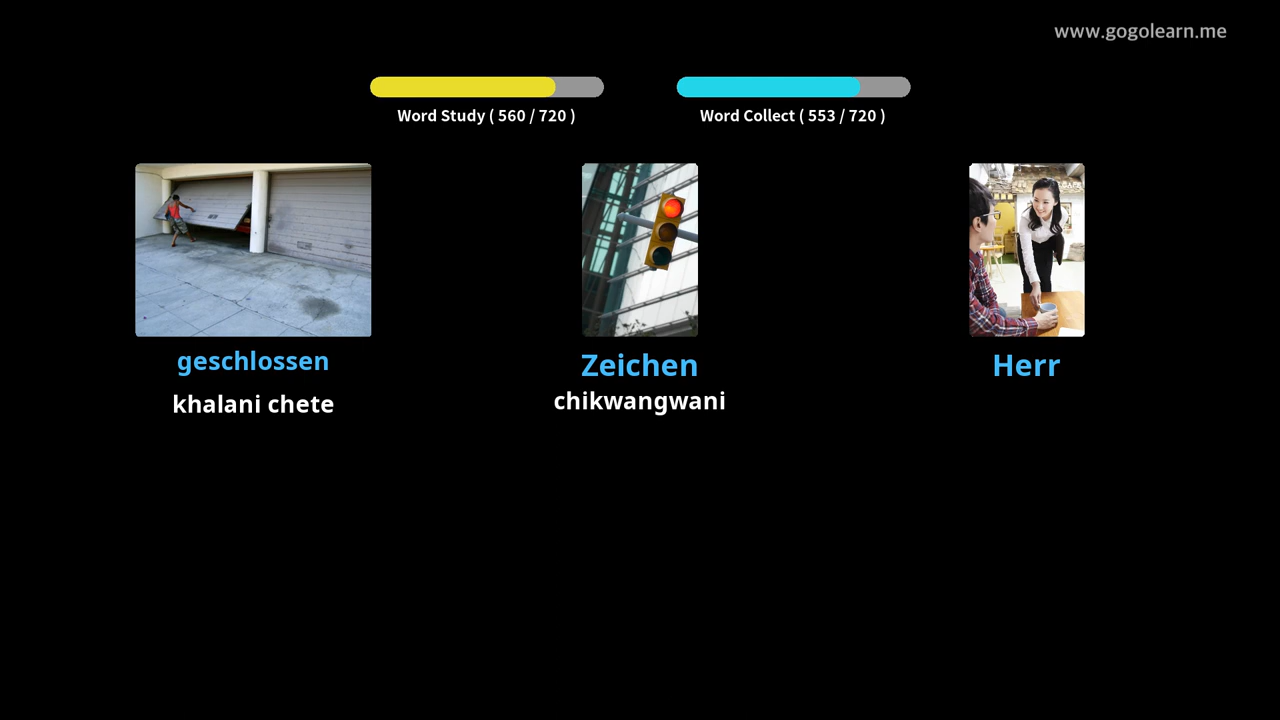 www.gogolearn.me
Word Study ( 560 / 720 )
Word Collect ( 553 / 720 )
geschlossen
khalani chete
Zeichen
chikwangwani
Herr